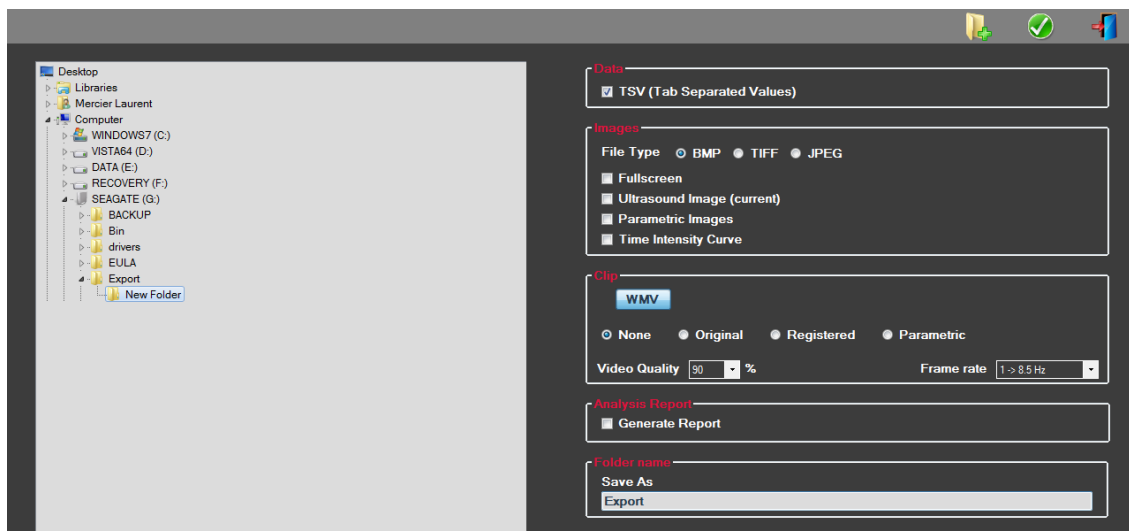 Desktop
Libraries
Mercier Laurent
Computer
WINDOWS7 (C:)
VISTA64 (D:)
DATA (E:)
RECOVERY (F:)
SEAGATE (G:)
BACKUP
Bin
drivers
EULA
Export
New Folder
Data
TSV (Tab Separated Values)
Images
File Type BMP TIFF JPEG
Fullscreen
Ultrasound Image (current)
Parametric Images
Time Intensity Curve
Clip
WMV
None Original Registered Parametric
Video Quality 90 % Frame rate 1 -> 8.5 Hz
Analysis Report
Generate Report
Folder name
Save As
Export